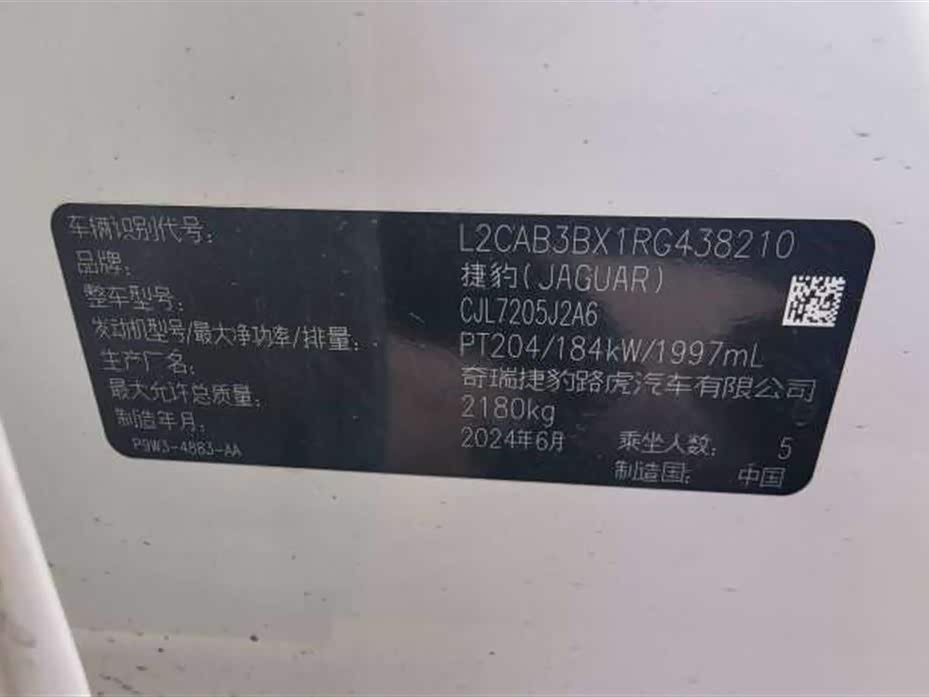 车辆识别代号: L2CAB3BX1RG438210
品牌: 捷豹(JAGUAR)
整车型号: CJL7205J2A6
发动机型号/最大净功率/排量: PT204/184kW/1997mL
生产厂名: 奇瑞捷豹路虎汽车有限公司
最大允许总质量: 2180kg
制造年月: 2024年6月 乘坐人数: 5
P9W3-4863-AA 制造国: 中国